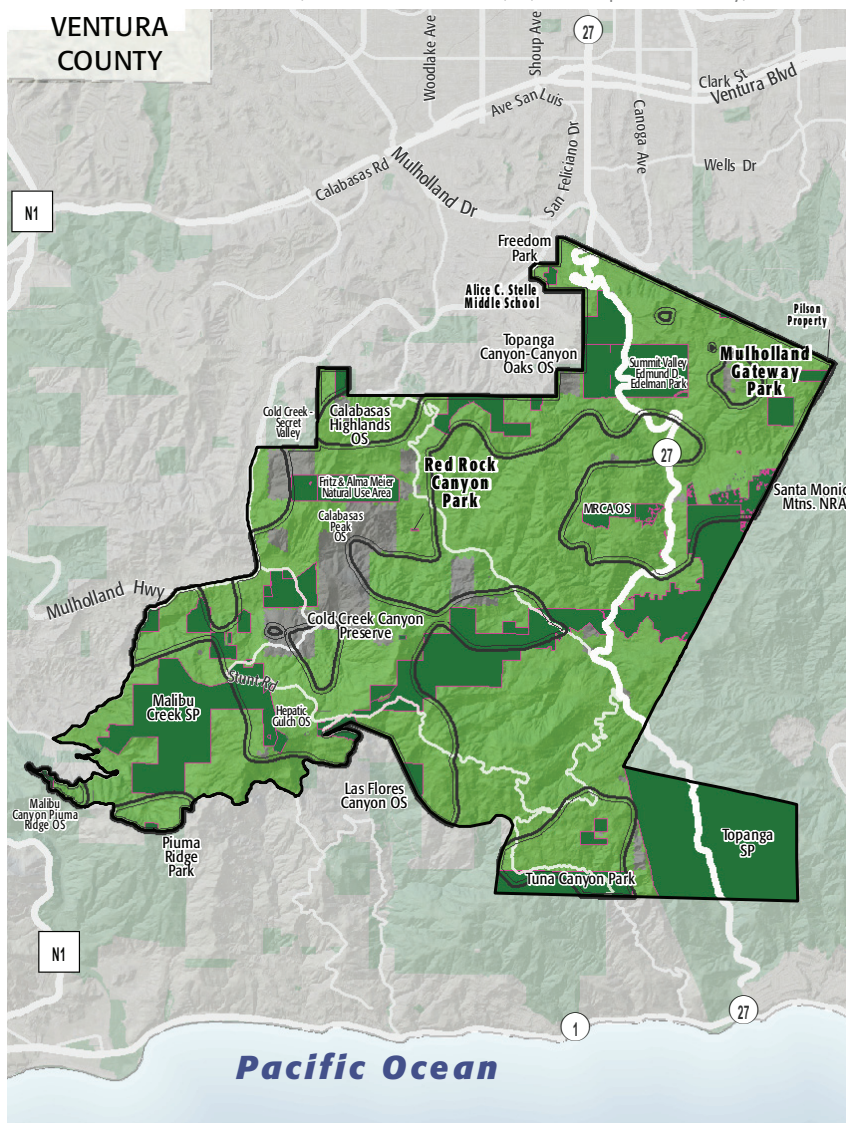 VENTURA
COUNTY
27
Woodlake Ave
Shoup Ave
Clark St
Ventura Blvd
Ave San Luis
Canoga Ave
San Feliciano Dr
Mulholland Dr
Calabasas Rd
Wells Dr
N1
Freedom
Park
Alice C. Stelle
Middle School
Pilson
Property
Topanga
Canyon-Canyon
Oaks OS
Summit-Valley
Edmund D.
Edelman Park
Mulholland
Gateway
Park
Cold Creek -
Secret
Valley
Calabasas
Highlands
OS
27
Red Rock
Canyon
Park
Fritz & Alma Meier
Natural Use Area
Santa Monic
Mtns. NRA
MRCA OS
Calabasas
Peak
OS
Mulholland Hwy
Cold Creek Canyon
Preserve
Stunt Rd
Malibu
Creek SP
Hepatic
Gulch OS
Las Flores
Canyon OS
Malibu
Canyon Piuma
Ridge OS
Piuma
Ridge
Park
Topanga
SP
Tuna Canyon Park
N1
27
1
Pacific Ocean